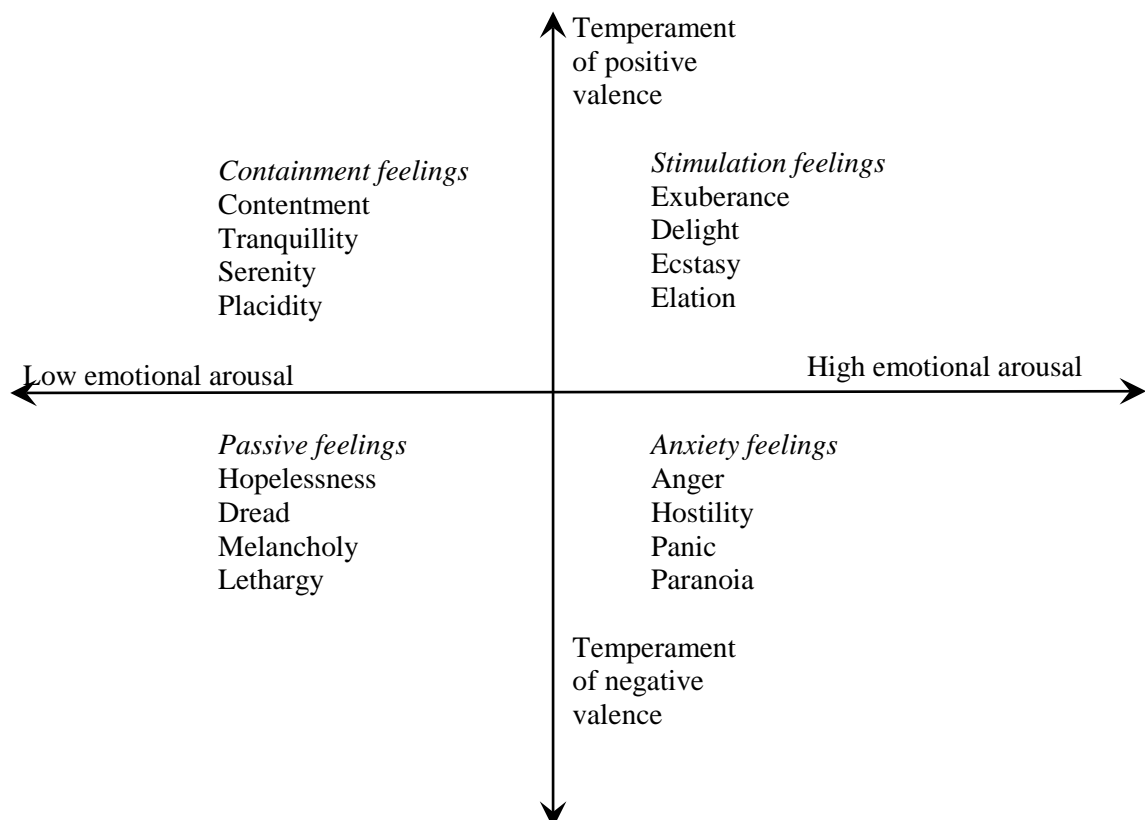 Temperament
of positive
valence
Containment feelings
Contentment
Tranquillity
Serenity
Placidity
Stimulation feelings
Exuberance
Delight
Ecstasy
Elation
Low emotional arousal
High emotional arousal
Passive feelings
Hopelessness
Dread
Melancholy
Lethargy
Anxiety feelings
Anger
Hostility
Panic
Paranoia
Temperament
of negative
valence